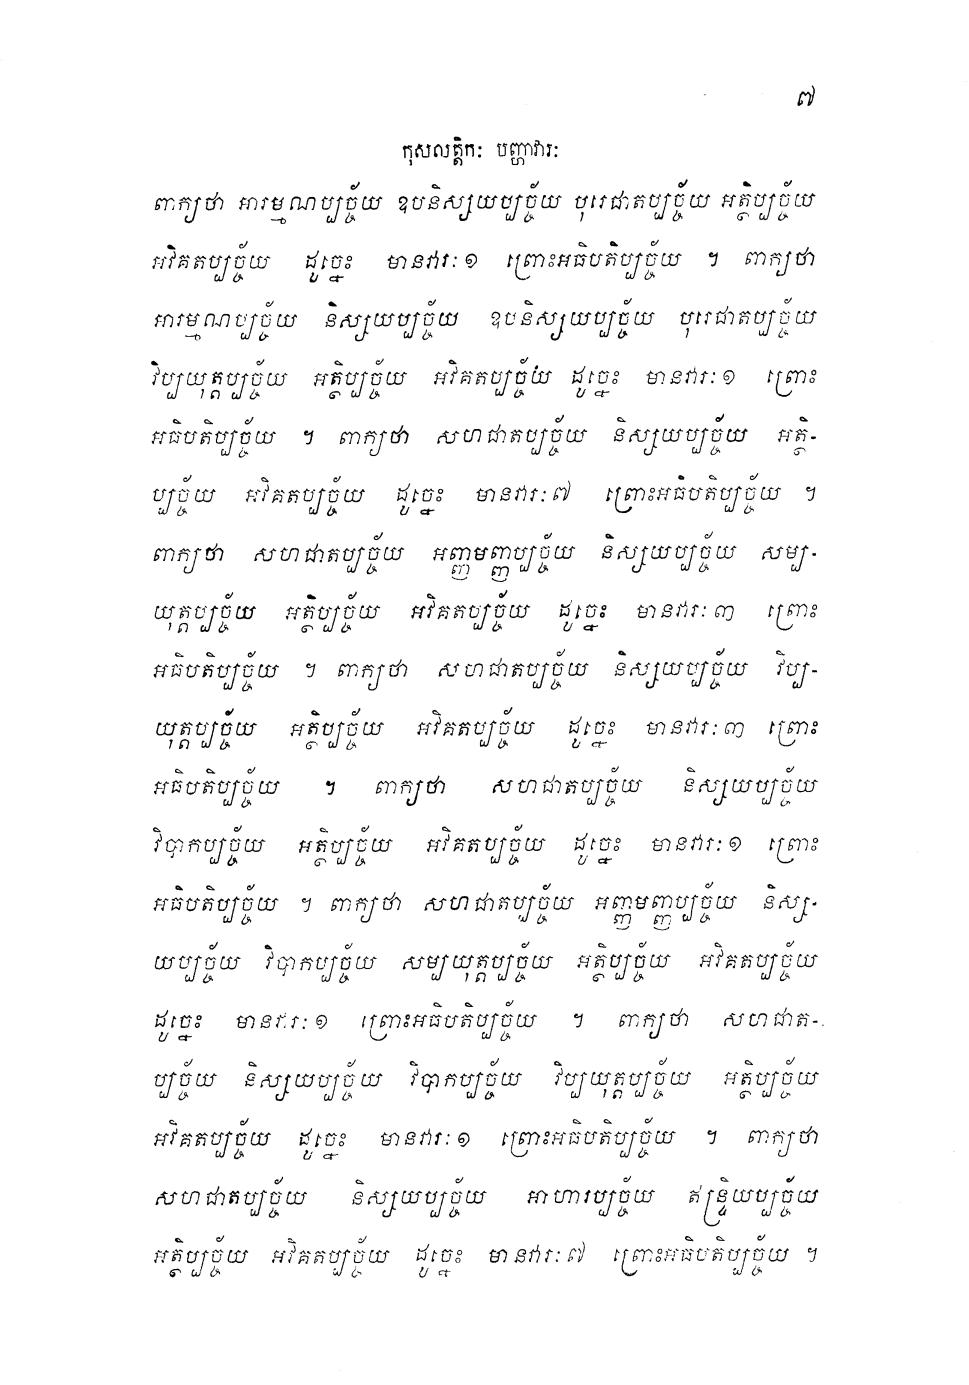 ៧
កុសលត្តិកៈ បញ្ហាវារៈ
ពាក្យថា អារម្មណប្បច្ច័យ ឧបនិស្សយប្បច្ច័យ បុរេជាតប្បច្ច័យ អត្ថិប្បច្ច័យ
អវិគតប្បច្ច័យ ដូច្នេះ មានវារៈ១ ព្រោះអធិបតិប្បច្ច័យ ។ ពាក្យថា
អារម្មណប្បច្ច័យ និស្សយប្បច្ច័យ ឧបនិស្សយប្បច្ច័យ បុរេជាតប្បច្ច័យ
វិប្បយុត្តប្បច្ច័យ អត្ថិប្បច្ច័យ អវិគតប្បច្ច័យ ដូច្នេះ មានវារៈ១ ព្រោះ
អធិបតិប្បច្ច័យ ។ ពាក្យថា សហជាតប្បច្ច័យ និស្សយប្បច្ច័យ អត្ថិ-
ប្បច្ច័យ អវិគតប្បច្ច័យ ដូច្នេះ មានវារៈ៧ ព្រោះអធិបតិប្បច្ច័យ ។
ពាក្យថា សហជាតប្បច្ច័យ អញ្ញមញ្ញប្បច្ច័យ និស្សយប្បច្ច័យ សម្ប-
យុត្តប្បច្ច័យ អត្ថិប្បច្ច័យ អវិគតប្បច្ច័យ ដូច្នេះ មានវារៈ៣ ព្រោះ
អធិបតិប្បច្ច័យ ។ ពាក្យថា សហជាតប្បច្ច័យ និស្សយប្បច្ច័យ វិប្ប-
យុត្តប្បច្ច័យ អត្ថិប្បច្ច័យ អវិគតប្បច្ច័យ ដូច្នេះ មានវារៈ៣ ព្រោះ
អធិបតិប្បច្ច័យ ។ ពាក្យថា សហជាតប្បច្ច័យ និស្សយប្បច្ច័យ
វិបាកប្បច្ច័យ អត្ថិប្បច្ច័យ អវិគតប្បច្ច័យ ដូច្នេះ មានវារៈ១ ព្រោះ
អធិបតិប្បច្ច័យ ។ ពាក្យថា សហជាតប្បច្ច័យ អញ្ញមញ្ញប្បច្ច័យ និស្ស-
យប្បច្ច័យ វិបាកប្បច្ច័យ សម្បយុត្តប្បច្ច័យ អត្ថិប្បច្ច័យ អវិគតប្បច្ច័យ
ដូច្នេះ មានវារៈ១ ព្រោះអធិបតិប្បច្ច័យ ។ ពាក្យថា សហជាត-
ប្បច្ច័យ និស្សយប្បច្ច័យ វិបាកប្បច្ច័យ វិប្បយុត្តប្បច្ច័យ អត្ថិប្បច្ច័យ
អវិគតប្បច្ច័យ ដូច្នេះ មានវារៈ១ ព្រោះអធិបតិប្បច្ច័យ ។ ពាក្យថា
សហជាតប្បច្ច័យ និស្សយប្បច្ច័យ អាហារប្បច្ច័យ ឥន្ទ្រិយប្បច្ច័យ
អត្ថិប្បច្ច័យ អវិគតប្បច្ច័យ ដូច្នេះ មានវារៈ៧ ព្រោះអធិបតិប្បច្ច័យ ។